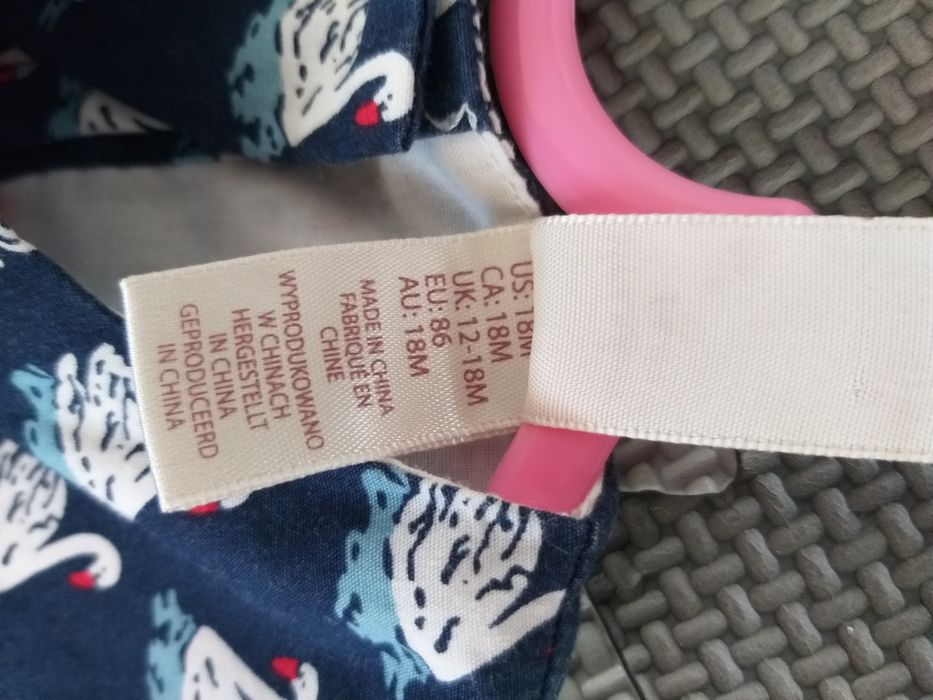 US: 18M
CA: 18M
UK: 12-18M
EU: 86
AU: 18M
MADE IN CHINA
FABRIQUÉ EN
CHINE
WYPRODUKOWANO
W CHINACH
HERGESTELLT
IN CHINA
GEPRODUCEERD
IN CHINA